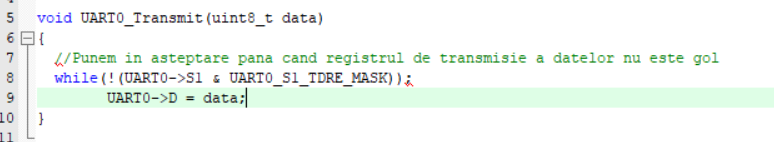 5 void UART0_Transmit(uint8_t data)
6 {
7 //Punem in asteptare pana cand registrul de transmisie a datelor nu este gol
8 while(!(UART0->S1 & UART0_S1_TDRE_MASK));
9 UART0->D = data;
10 }
11